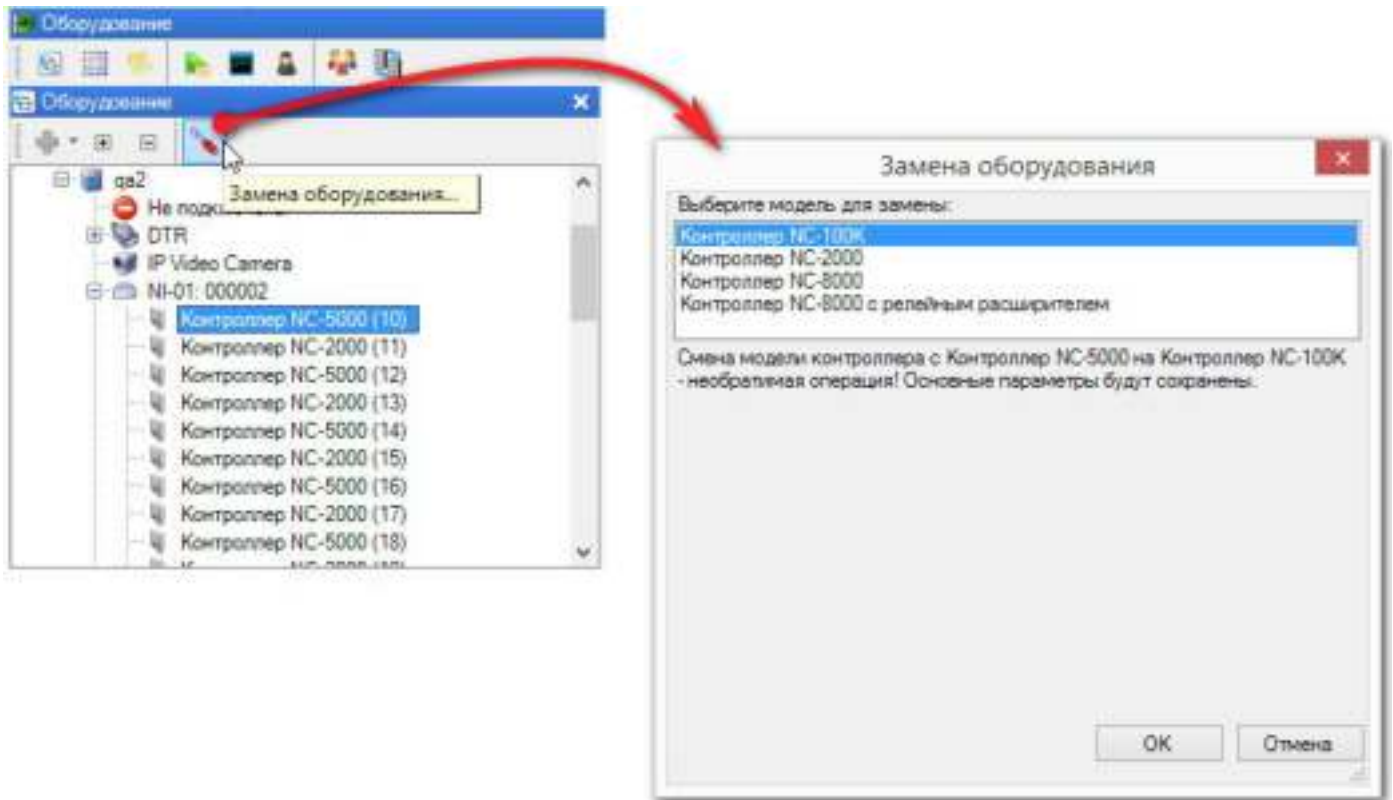 Оборудование
Оборудование
qa2
Замена оборудования...
Не
DTR
IP Video Camera
NI-01: 000002
Контроллер NC-5000 (10)
Контроллер NC-2000 (11)
Контроллер NC-5000 (12)
Контроллер NC-2000 (13)
Контроллер NC-5000 (14)
Контроллер NC-2000 (15)
Контроллер NC-5000 (16)
Контроллер NC-2000 (17)
Контроллер NC-5000 (18)
Замена оборудования
Выберите модель для замены:
Контроллер NC-100K
Контроллер NC-2000
Контроллер NC-8000
Контроллер NC-8000 с релейным расширителем
Смена модели контроллера с Контроллер NC-5000 на Контроллер NC-100K
- необратимая операция! Основные параметры будут сохранены.
OK
Отмена